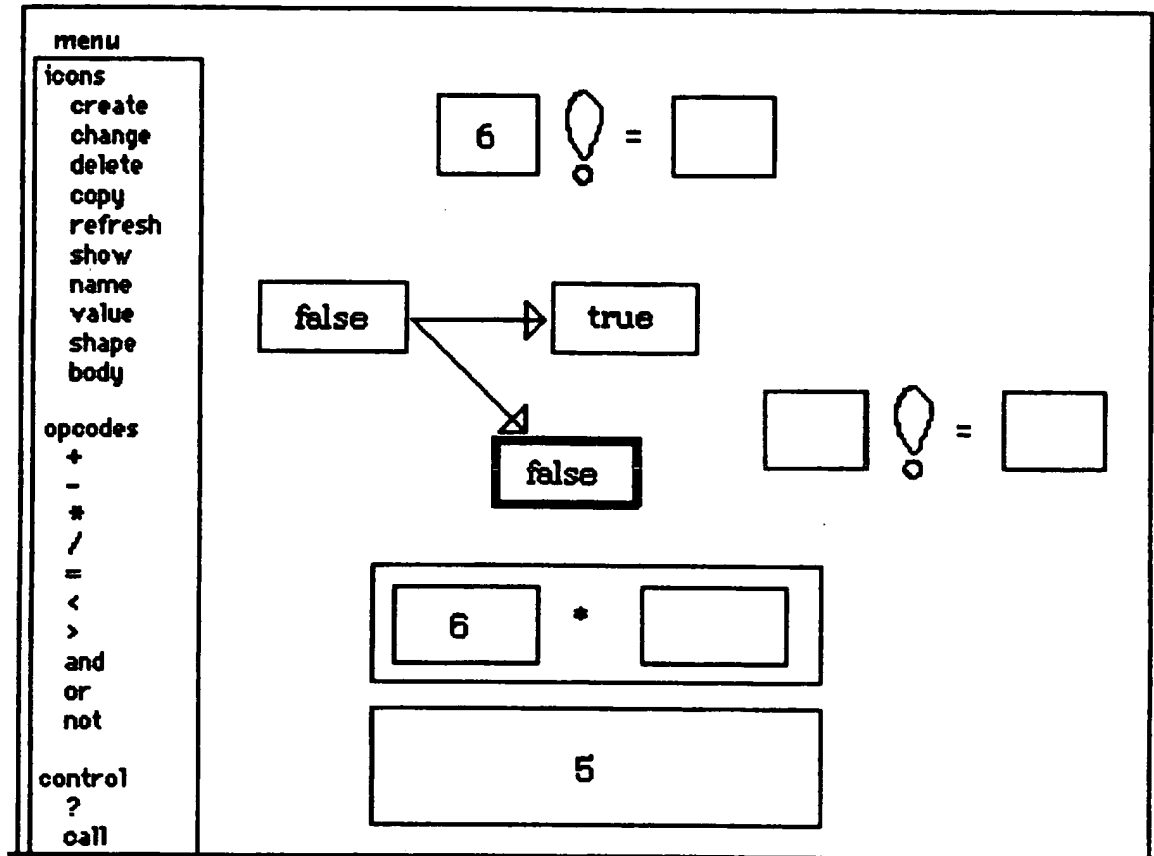 menu
icons
create
change
delete
copy
refresh
show
name
value
shape
body
opcodes
+
-
*
/
=
<
>
and
or
not
control
?
call
6 ! =
false true
false
! =
6 *
5